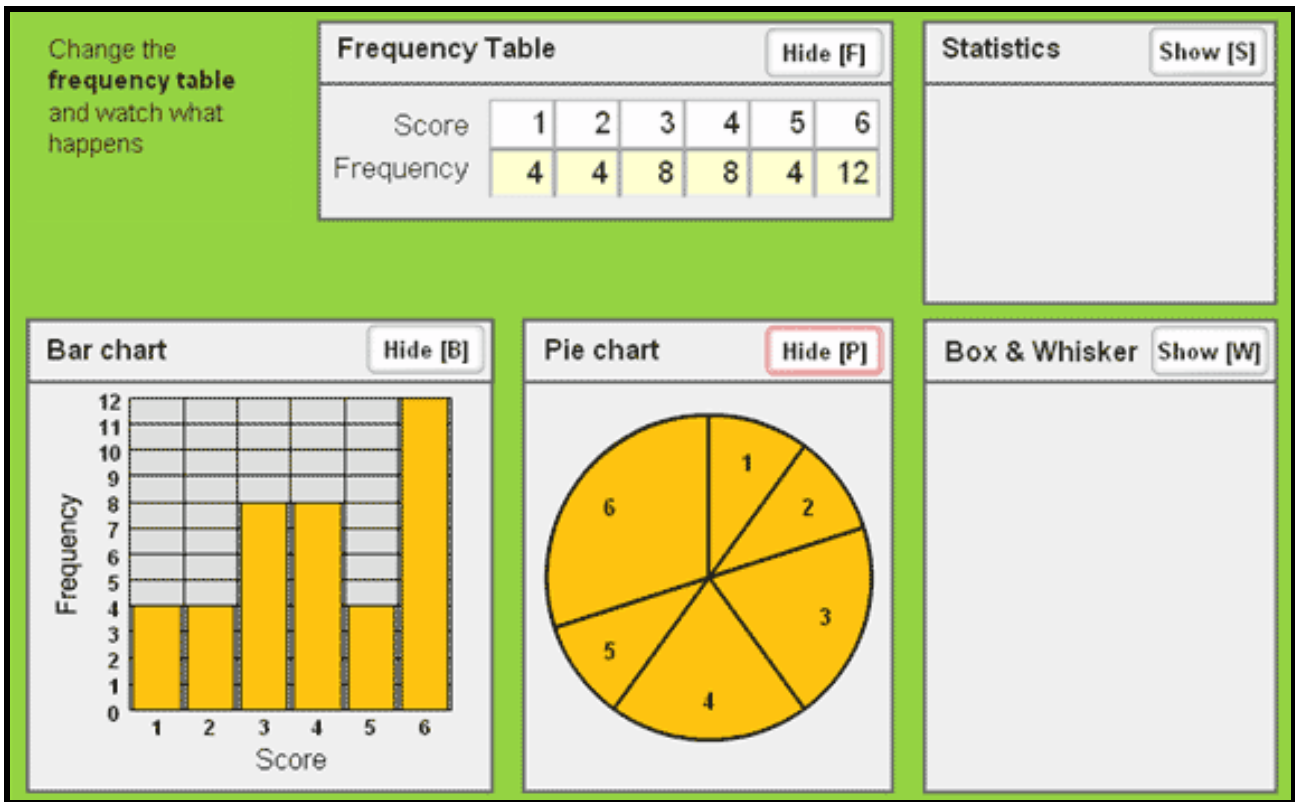 Change the
frequency table
and watch what
happens
Frequency Table
Hide [F]
Score 1 2 3 4 5 6
Frequency 4 4 8 8 4 12
Statistics
Show [S]
Bar chart
Hide [B]
12
11
10
9
8
7
6
5
4
3
2
1
0
Frequency
1 2 3 4 5 6
Score
Pie chart
Hide [P]
1
2
3
4
5
6
Box & Whisker
Show [W]